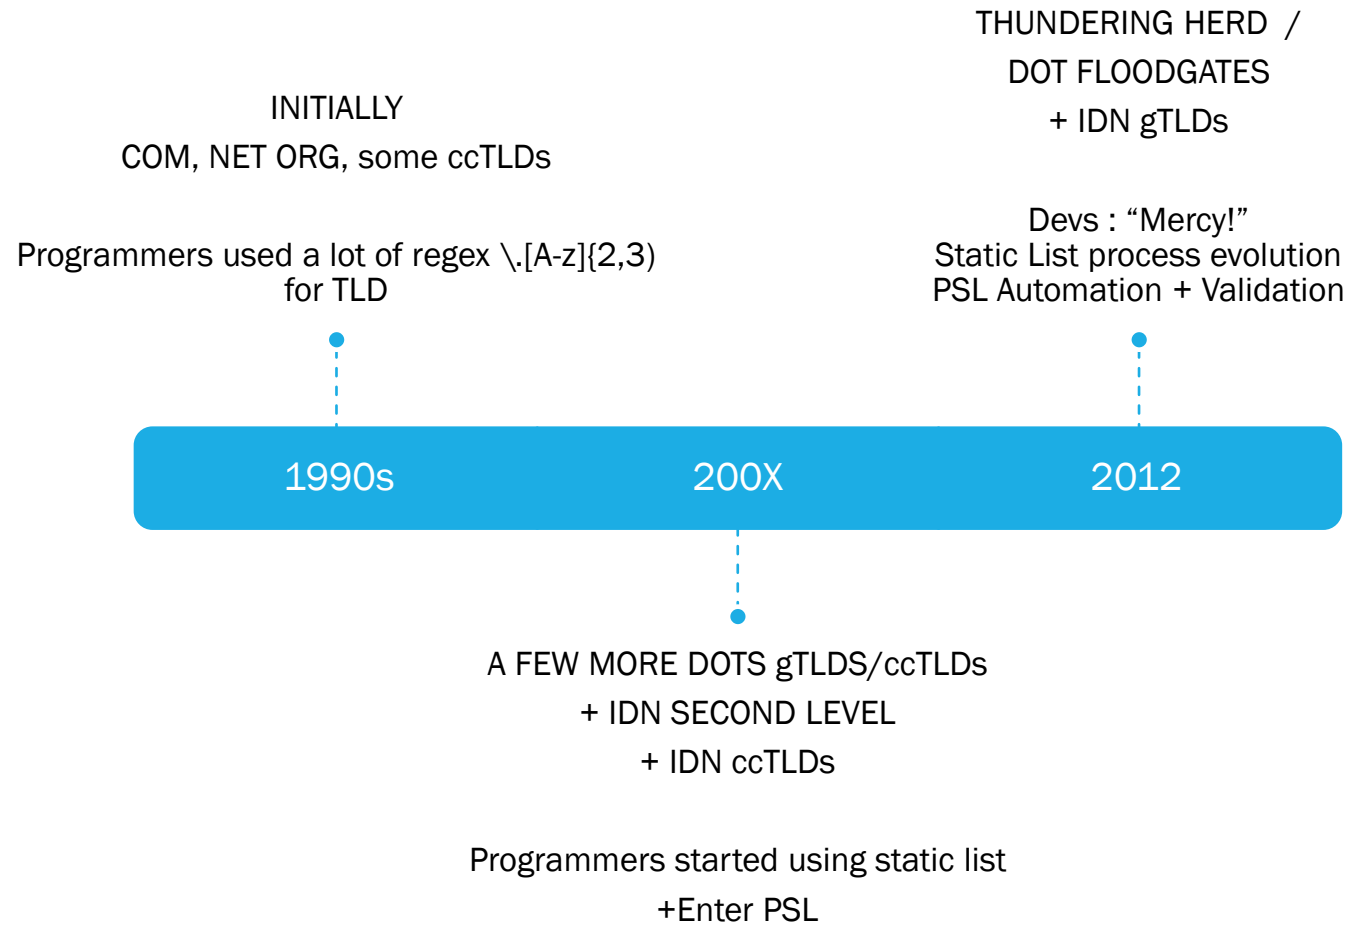 INITIALLY
COM, NET ORG, some ccTLDs
Programmers used a lot of regex \.[A-z]{2,3)
for TLD
THUNDERING HERD /
DOT FLOODGATES
+ IDN gTLDs
Devs : “Mercy!”
Static List process evolution
PSL Automation + Validation
1990s
200X
2012
A FEW MORE DOTS gTLDS/ccTLDs
+ IDN SECOND LEVEL
+ IDN ccTLDs
Programmers started using static list
+Enter PSL